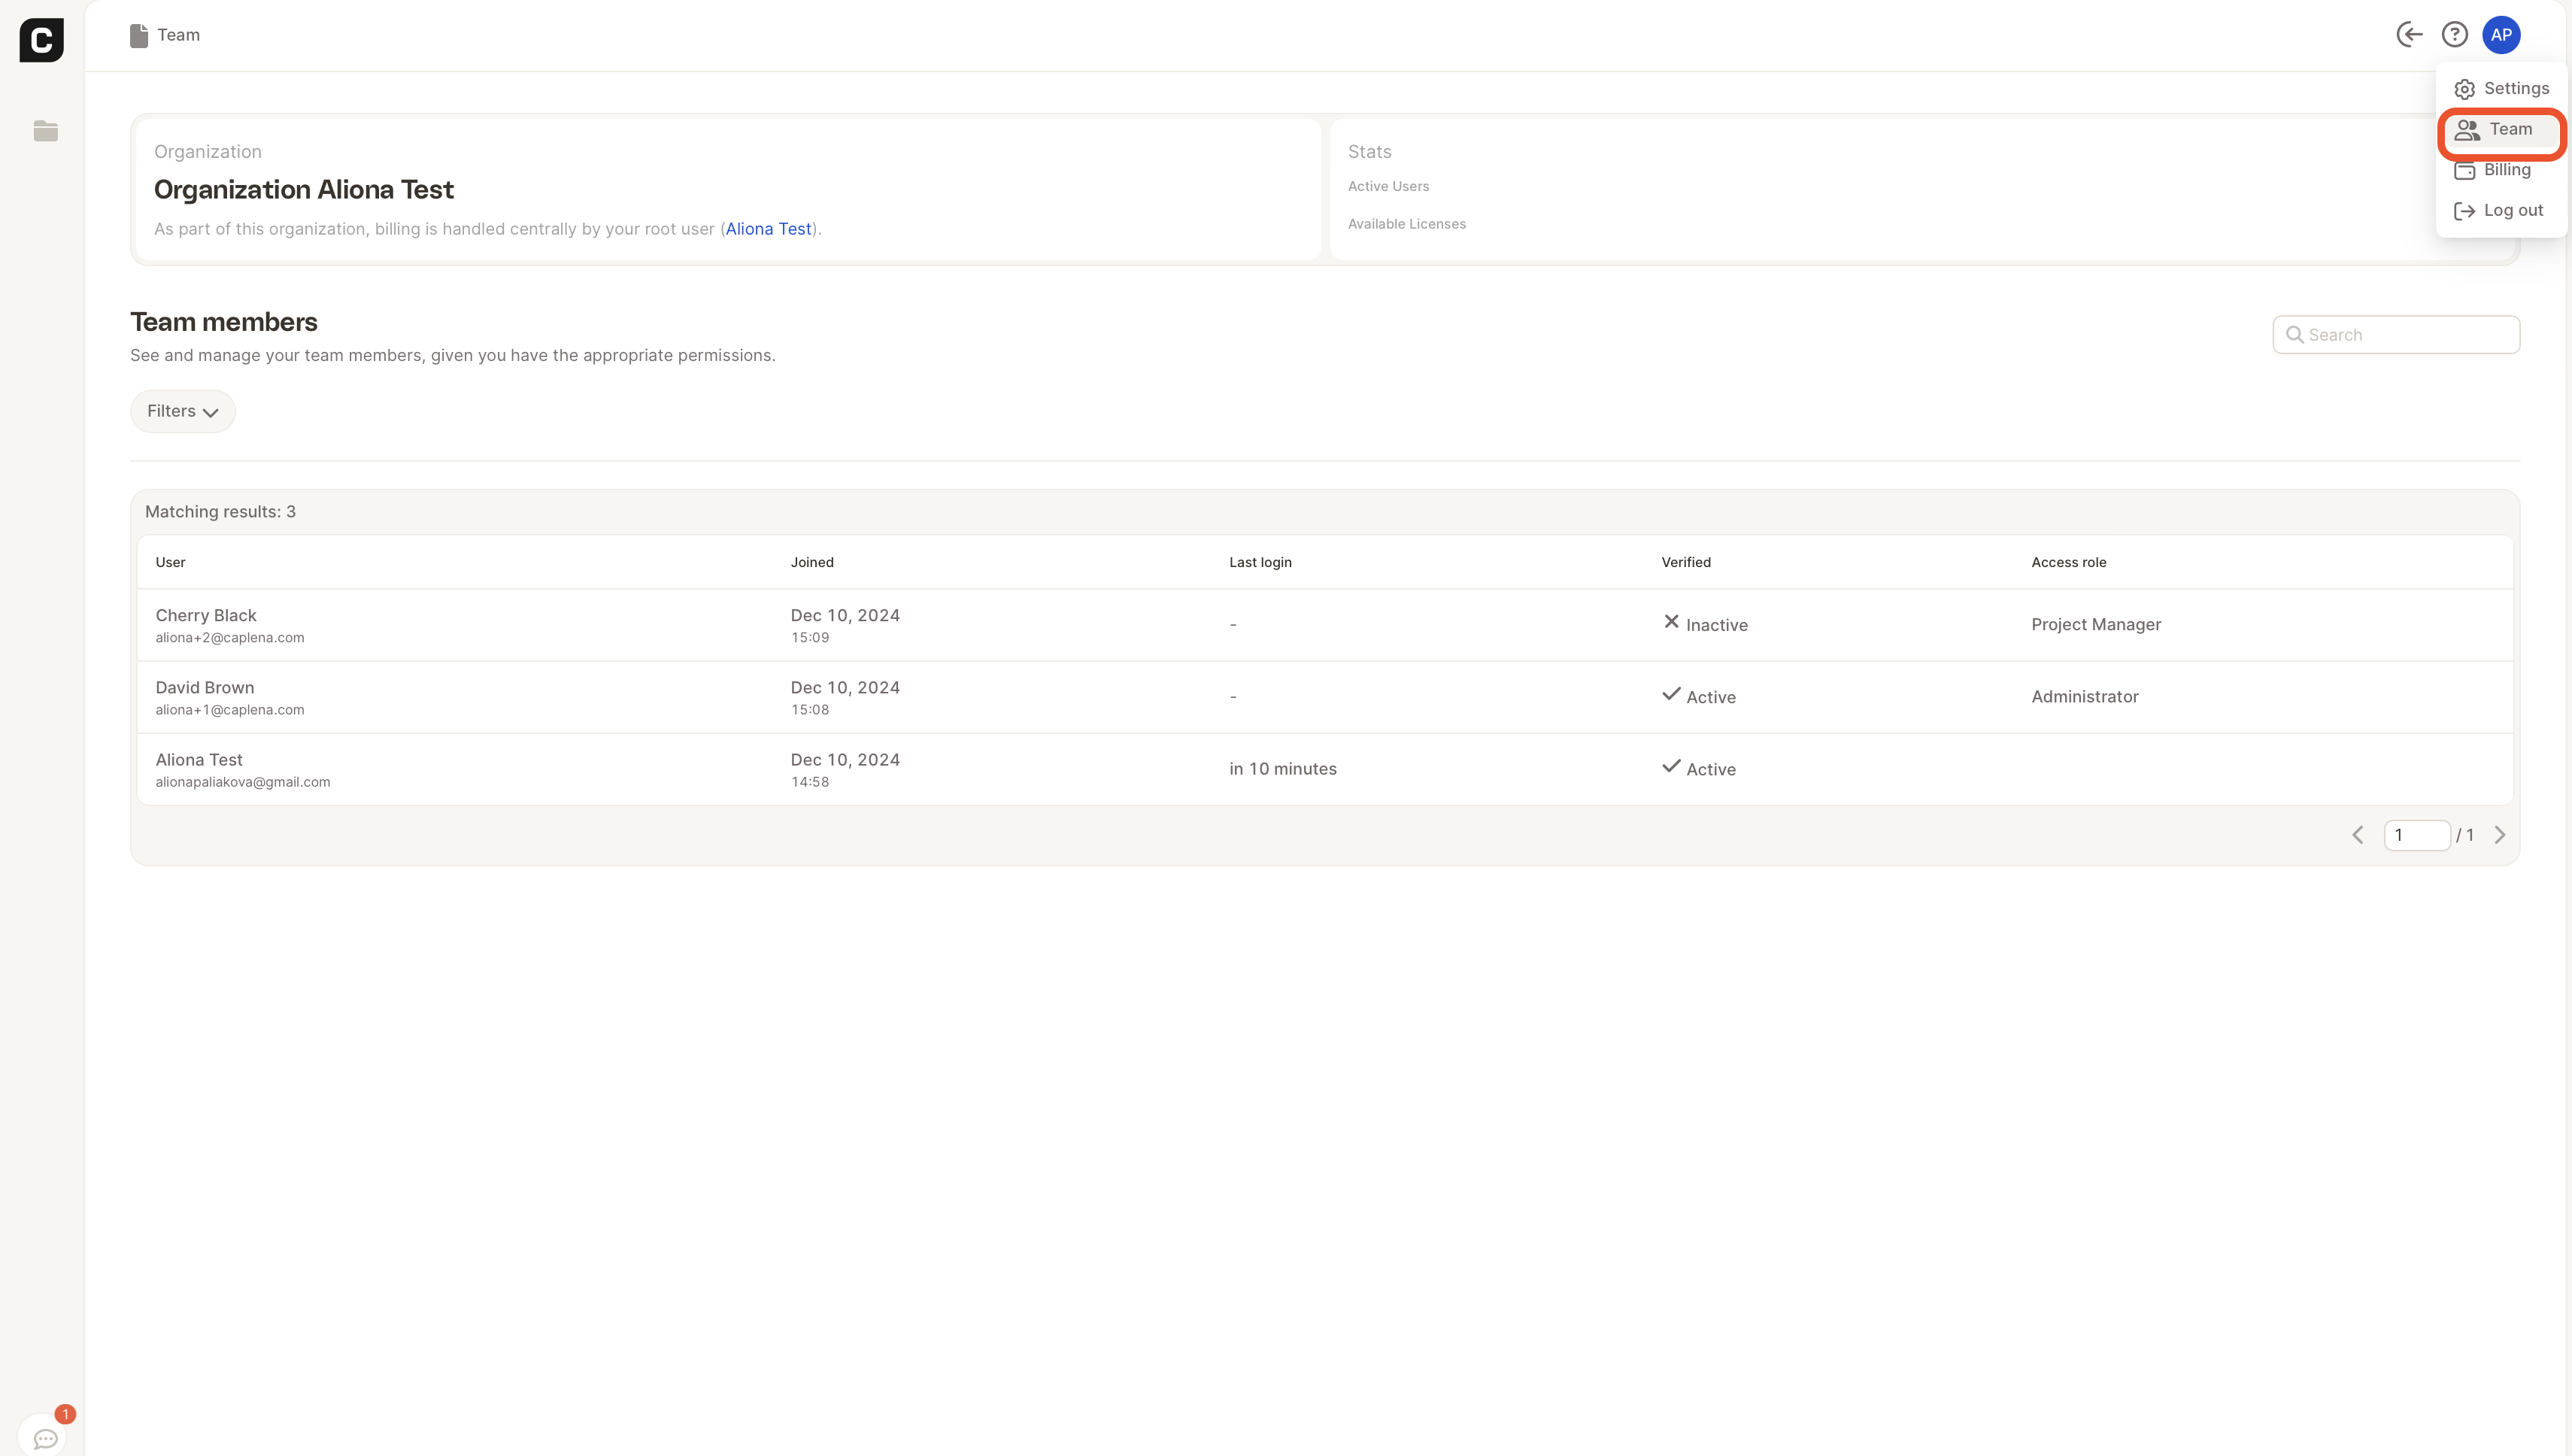 C
Team
AP
Settings
Team
Billing
Log out
Organization
Organization Aliona Test
As part of this organization, billing is handled centrally by your root user (Aliona Test).
Stats
Active Users
Available Licenses
Team members
See and manage your team members, given you have the appropriate permissions.
Search
Filters
Matching results: 3
User Joined Last login Verified Access role
Cherry Black Dec 10, 2024 - Inactive Project Manager
aliona+2@caplena.com 15:09
David Brown Dec 10, 2024 - Active Administrator
aliona+1@caplena.com 15:08
Aliona Test Dec 10, 2024 in 10 minutes Active
alionapaliakova@gmail.com 14:58
1 / 1
1